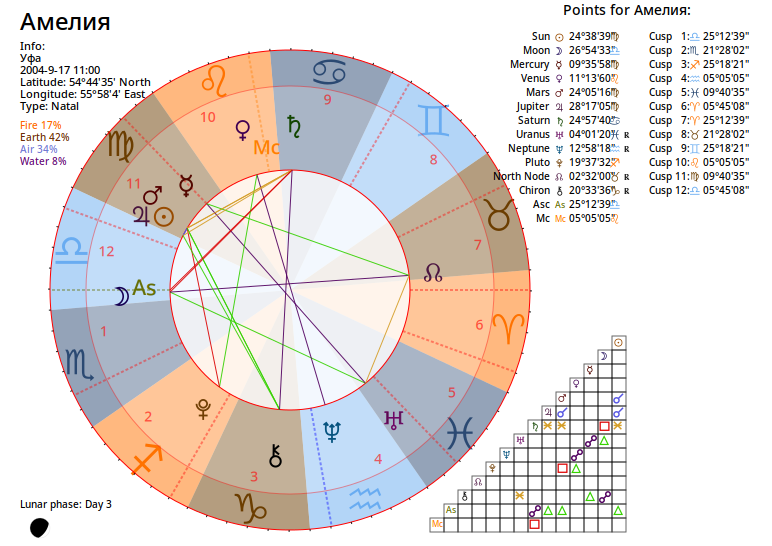 Амелия
Info:
Уфа
2004-9-17 11:00
Latitude: 54°44'35" North
Longitude: 55°58'4" East
Type: Natal
Fire 17%
Earth 42%
Air 34%
Water 8%
Points for Амелия:
Sun ☉ 24°38'39"♍ Cusp 1:♎ 25°12'39"
Moon ☽ 26°54'33"♎ Cusp 2:♏ 21°28'02"
Mercury ☿ 09°35'58"♍ Cusp 3:♐ 25°18'21"
Venus ♀ 11°13'60"♌ Cusp 4:♒ 05°05'05"
Mars ♂ 24°05'16"♍ Cusp 5:♓ 09°40'35"
Jupiter ♃ 28°17'05"♍ Cusp 6:♈ 05°45'08"
Saturn ♄ 24°57'40"♋ Cusp 7:♈ 25°12'39"
Uranus ♅ 04°01'20"♓ R Cusp 8:♉ 21°28'02"
Neptune ♆ 12°58'18"♒ R Cusp 9:♊ 25°18'21"
Pluto ♇ 19°37'32"♐ Cusp 10:♌ 05°05'05"
North Node ☊ 02°32'00"♉ R Cusp 11:♍ 09°40'35"
Chiron ⚷ 20°33'36"♑ R Cusp 12:♎ 05°45'08"
Asc As 25°12'39"♎
Mc Mc 05°05'05"♌
10
9
11
8
12
7
1
6
2
5
3
4
Mc
As
Lunar phase: Day 3
As
Mc